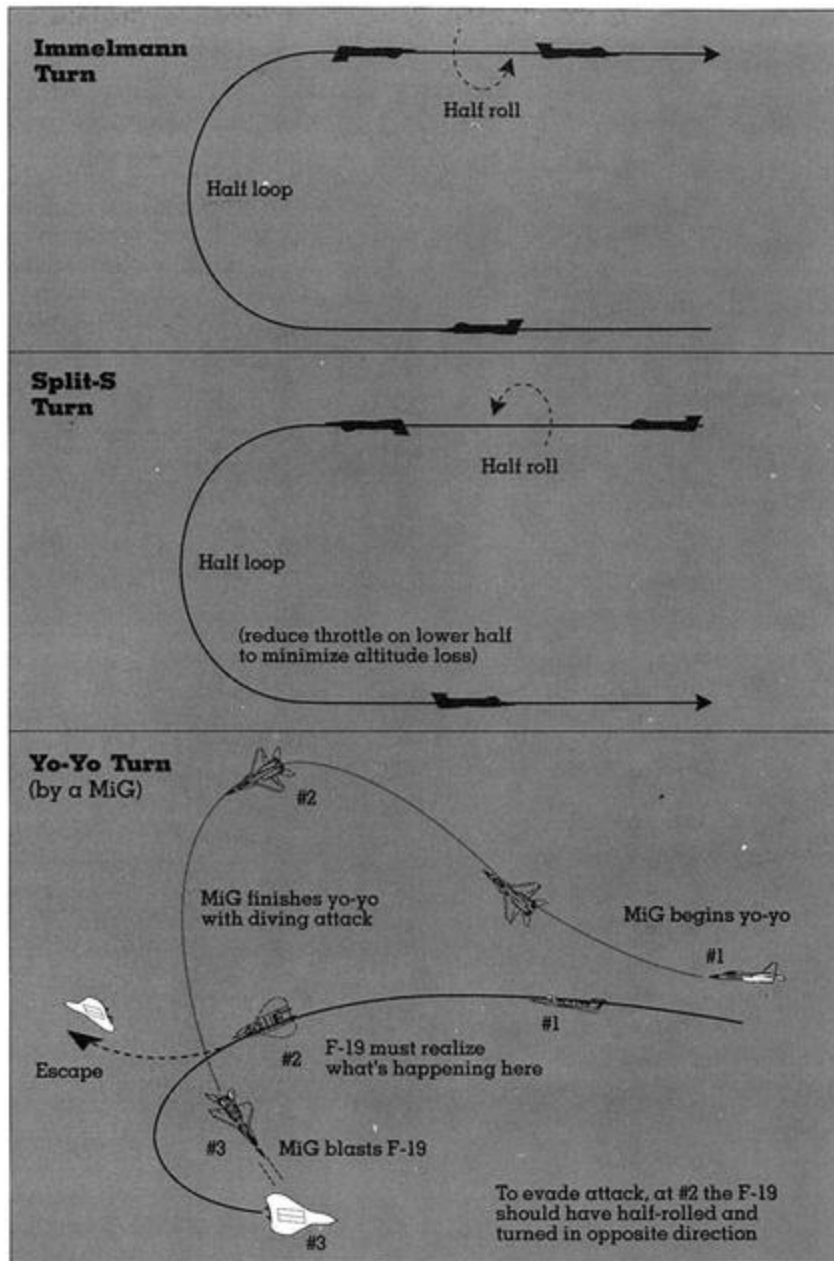 Immelmann
Turn
Half roll
Half loop
Split-S
Turn
Half roll
Half loop
(reduce throttle on lower half
to minimize altitude loss)
Yo-Yo Turn
(by a MiG)
#2
MiG finishes yo-yo
with diving attack
MiG begins yo-yo
#1
#1
#2
F-19 must realize
what's happening here
Escape
#3
MiG blasts F-19
#3
To evade attack, at #2 the F-19
should have half-rolled and
turned in opposite direction